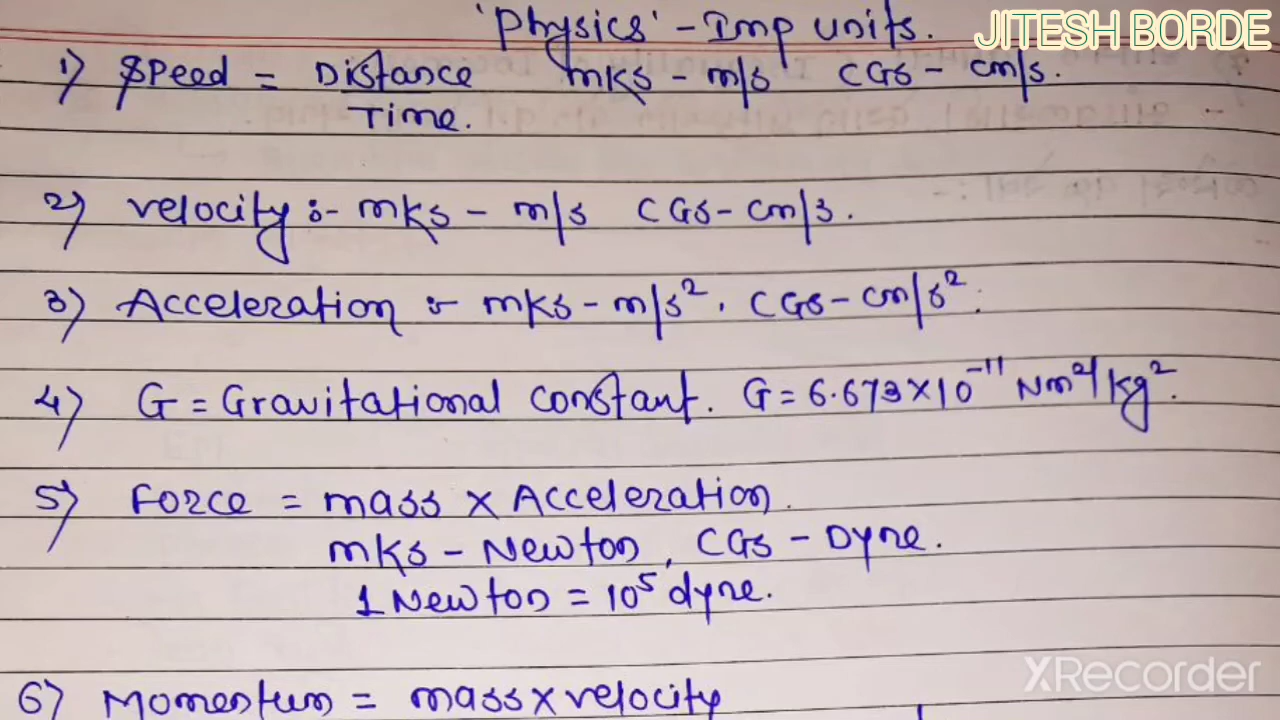 'Physics' - Imp units.
JITESH BORDE
1) Speed = Distance / Time. MKS - m/s CGS - cm/s.
2) Velocity :- MKS - m/s CGS - cm/s.
3) Acceleration :- MKS - m/s². CGS - cm/s².
4) G = Gravitational constant. G = 6.673 × 10⁻¹¹ Nm²/kg².
5) Force = mass × Acceleration.
MKS - Newton, CGS - Dyne.
1 Newton = 10⁵ dyne.
XRecorder
6) Momentum = mass × velocity